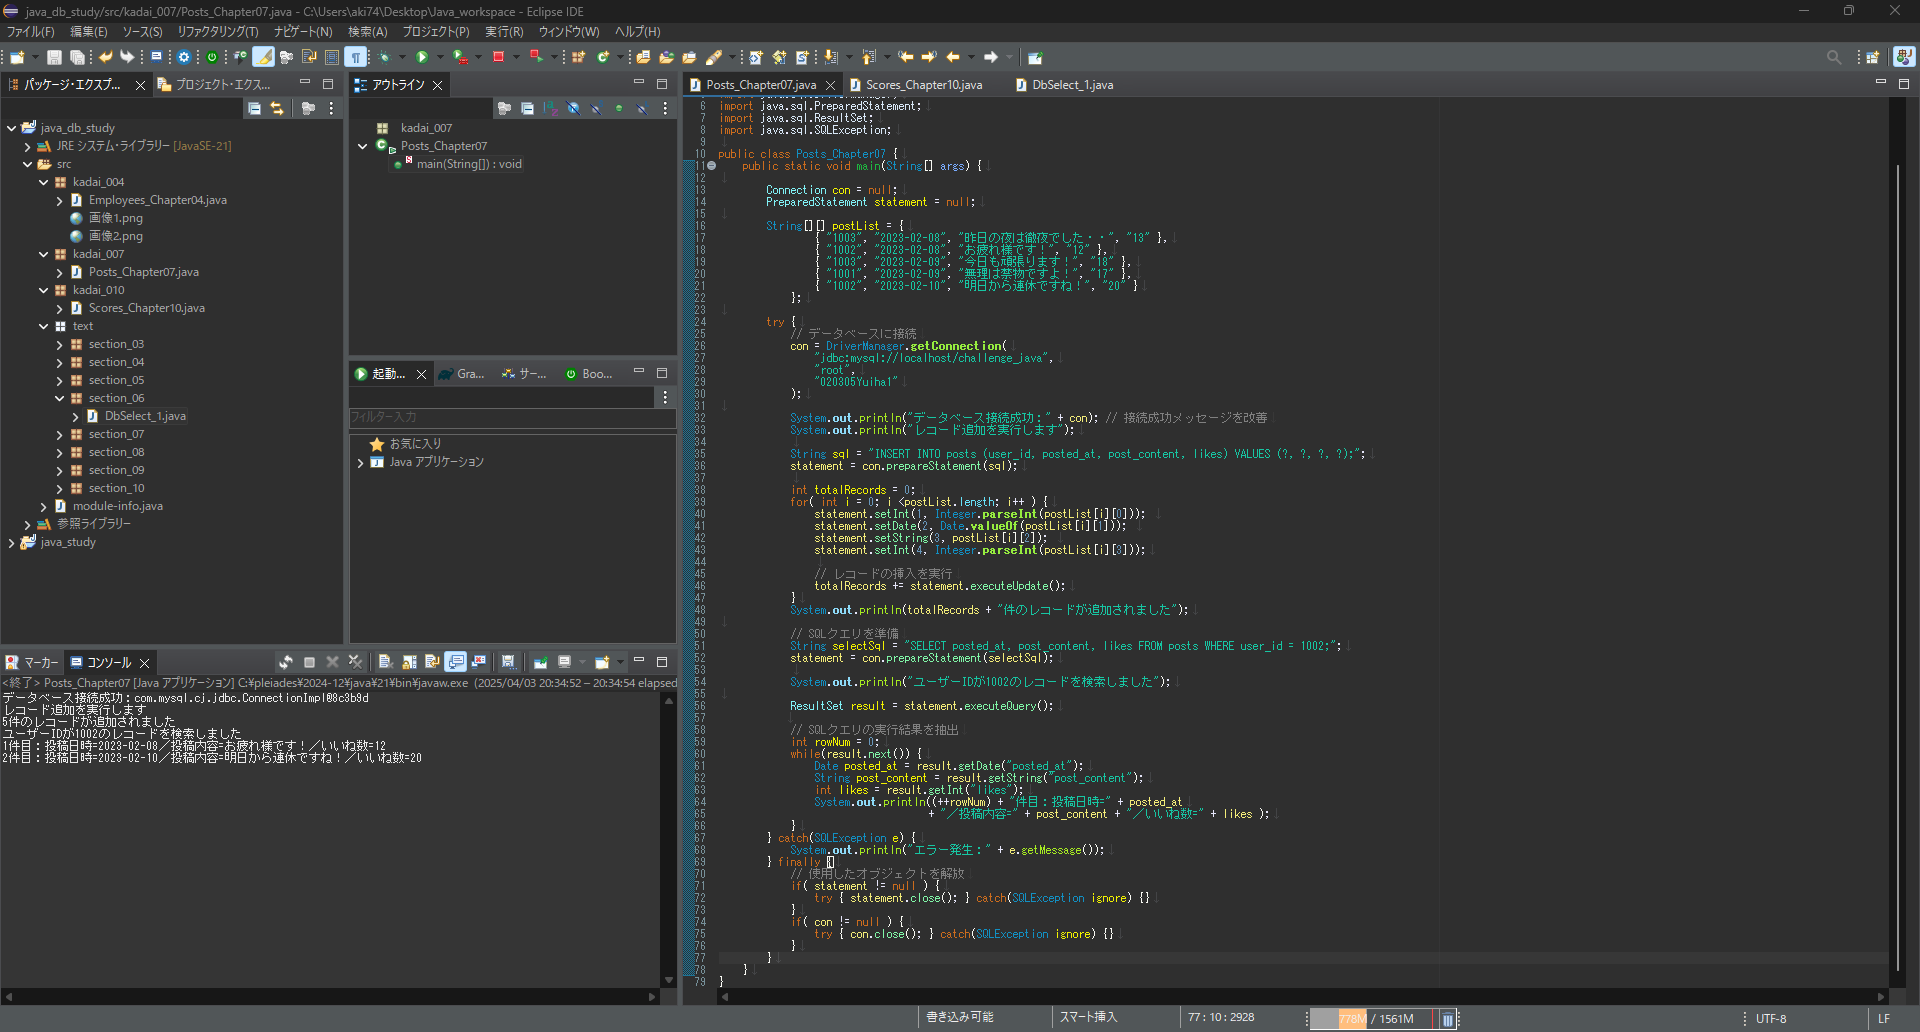 java_db_study/src/kadai_007/Posts_Chapter07.java - C:\Users\aki74\Desktop\Java_workspace - Eclipse IDE
ファイル(F) 編集(E) ソース(S) リファクタリング(T) ナビゲート(N) 検索(A) プロジェクト(P) 実行(R) ウィンドウ(W) ヘルプ(H)
パッケージ・エクスプ...
プロジェクト・エクス...
java_db_study
JRE システム・ライブラリー [JavaSE-21]
src
kadai_004
Employees_Chapter04.java
画像1.png
画像2.png
kadai_007
Posts_Chapter07.java
kadai_010
Scores_Chapter10.java
text
section_03
section_04
section_05
section_06
DbSelect_1.java
section_07
section_08
section_09
section_10
module-info.java
参照ライブラリー
java_study
アウトライン
kadai_007
Posts_Chapter07
main(String[]) : void
起動...
Gra...
サー...
Boo...
フィルター入力
お気に入り
Java アプリケーション
マーカー
コンソール
<終了> Posts_Chapter07 [Java アプリケーション] C:¥pleiades¥2024-12¥java¥21¥bin¥javaw.exe (2025/04/03 20:34:52 – 20:34:54 elapsed
データベース接続成功：com.mysql.cj.jdbc.ConnectionImpl@8c3b9d
レコード追加を実行します
5件のレコードが追加されました
ユーザーIDが1002のレコードを検索しました
1件目：投稿日時=2023-02-08／投稿内容=お疲れ様です！／いいね数=12
2件目：投稿日時=2023-02-10／投稿内容=明日から連休ですね！／いいね数=20
Posts_Chapter07.java
Scores_Chapter10.java
DbSelect_1.java
6 import java.sql.PreparedStatement;
7 import java.sql.ResultSet;
8 import java.sql.SQLException;
9
10 public class Posts_Chapter07 {
11 public static void main(String[] args) {
12
13 Connection con = null;
14 PreparedStatement statement = null;
15
16 String[][] postList = {
17 { "1003", "2023-02-08", "昨日の夜は徹夜でした・・", "13" },
18 { "1002", "2023-02-08", "お疲れ様です！", "12" },
19 { "1003", "2023-02-09", "今日も頑張ります！", "18" },
20 { "1001", "2023-02-09", "無理は禁物ですよ！", "17" },
21 { "1002", "2023-02-10", "明日から連休ですね！", "20" }
22 };
23
24 try {
25 // データベースに接続
26 con = DriverManager.getConnection(
27 "jdbc:mysql://localhost/challenge_java",
28 "root",
29 "020305Yuiha1"
30 );
31
32 System.out.println("データベース接続成功：" + con); // 接続成功メッセージを改善
33 System.out.println("レコード追加を実行します");
34
35 String sql = "INSERT INTO posts (user_id, posted_at, post_content, likes) VALUES (?, ?, ?, ?);";
36 statement = con.prepareStatement(sql);
37
38 int totalRecords = 0;
39 for( int i = 0; i <postList.length; i++ ) {
40 statement.setInt(1, Integer.parseInt(postList[i][0]));
41 statement.setDate(2, Date.valueOf(postList[i][1]));
42 statement.setString(3, postList[i][2]);
43 statement.setInt(4, Integer.parseInt(postList[i][3]));
44
45 // レコードの挿入を実行
46 totalRecords += statement.executeUpdate();
47 }
48 System.out.println(totalRecords + "件のレコードが追加されました");
49
50 // SQLクエリを準備
51 String selectSql = "SELECT posted_at, post_content, likes FROM posts WHERE user_id = 1002;";
52 statement = con.prepareStatement(selectSql);
53
54 System.out.println("ユーザーIDが1002のレコードを検索しました");
55
56 ResultSet result = statement.executeQuery();
57
58 // SQLクエリの実行結果を抽出
59 int rowNum = 0;
60 while(result.next()) {
61 Date posted_at = result.getDate("posted_at");
62 String post_content = result.getString("post_content");
63 int likes = result.getInt("likes");
64 System.out.println((++rowNum) + "件目：投稿日時=" + posted_at
65 + "／投稿内容=" + post_content + "／いいね数=" + likes );
66 }
67 } catch(SQLException e) {
68 System.out.println("エラー発生：" + e.getMessage());
69 } finally {
70 // 使用したオブジェクトを解放
71 if( statement != null ) {
72 try { statement.close(); } catch(SQLException ignore) {}
73 }
74 if( con != null ) {
75 try { con.close(); } catch(SQLException ignore) {}
76 }
77 }
78 }
79 }
書き込み可能
スマート挿入
77 : 10 : 2928
778M / 1561M
UTF-8
LF